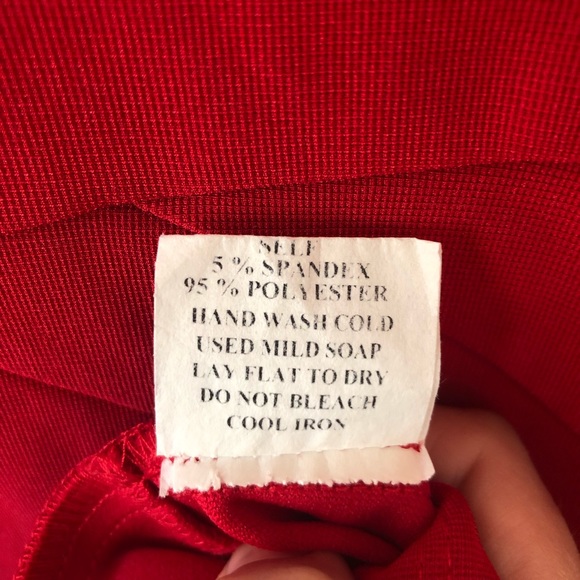 SELF
5 % SPANDEX
95 % POLYESTER
HAND WASH COLD
USED MILD SOAP
LAY FLAT TO DRY
DO NOT BLEACH
COOL IRON